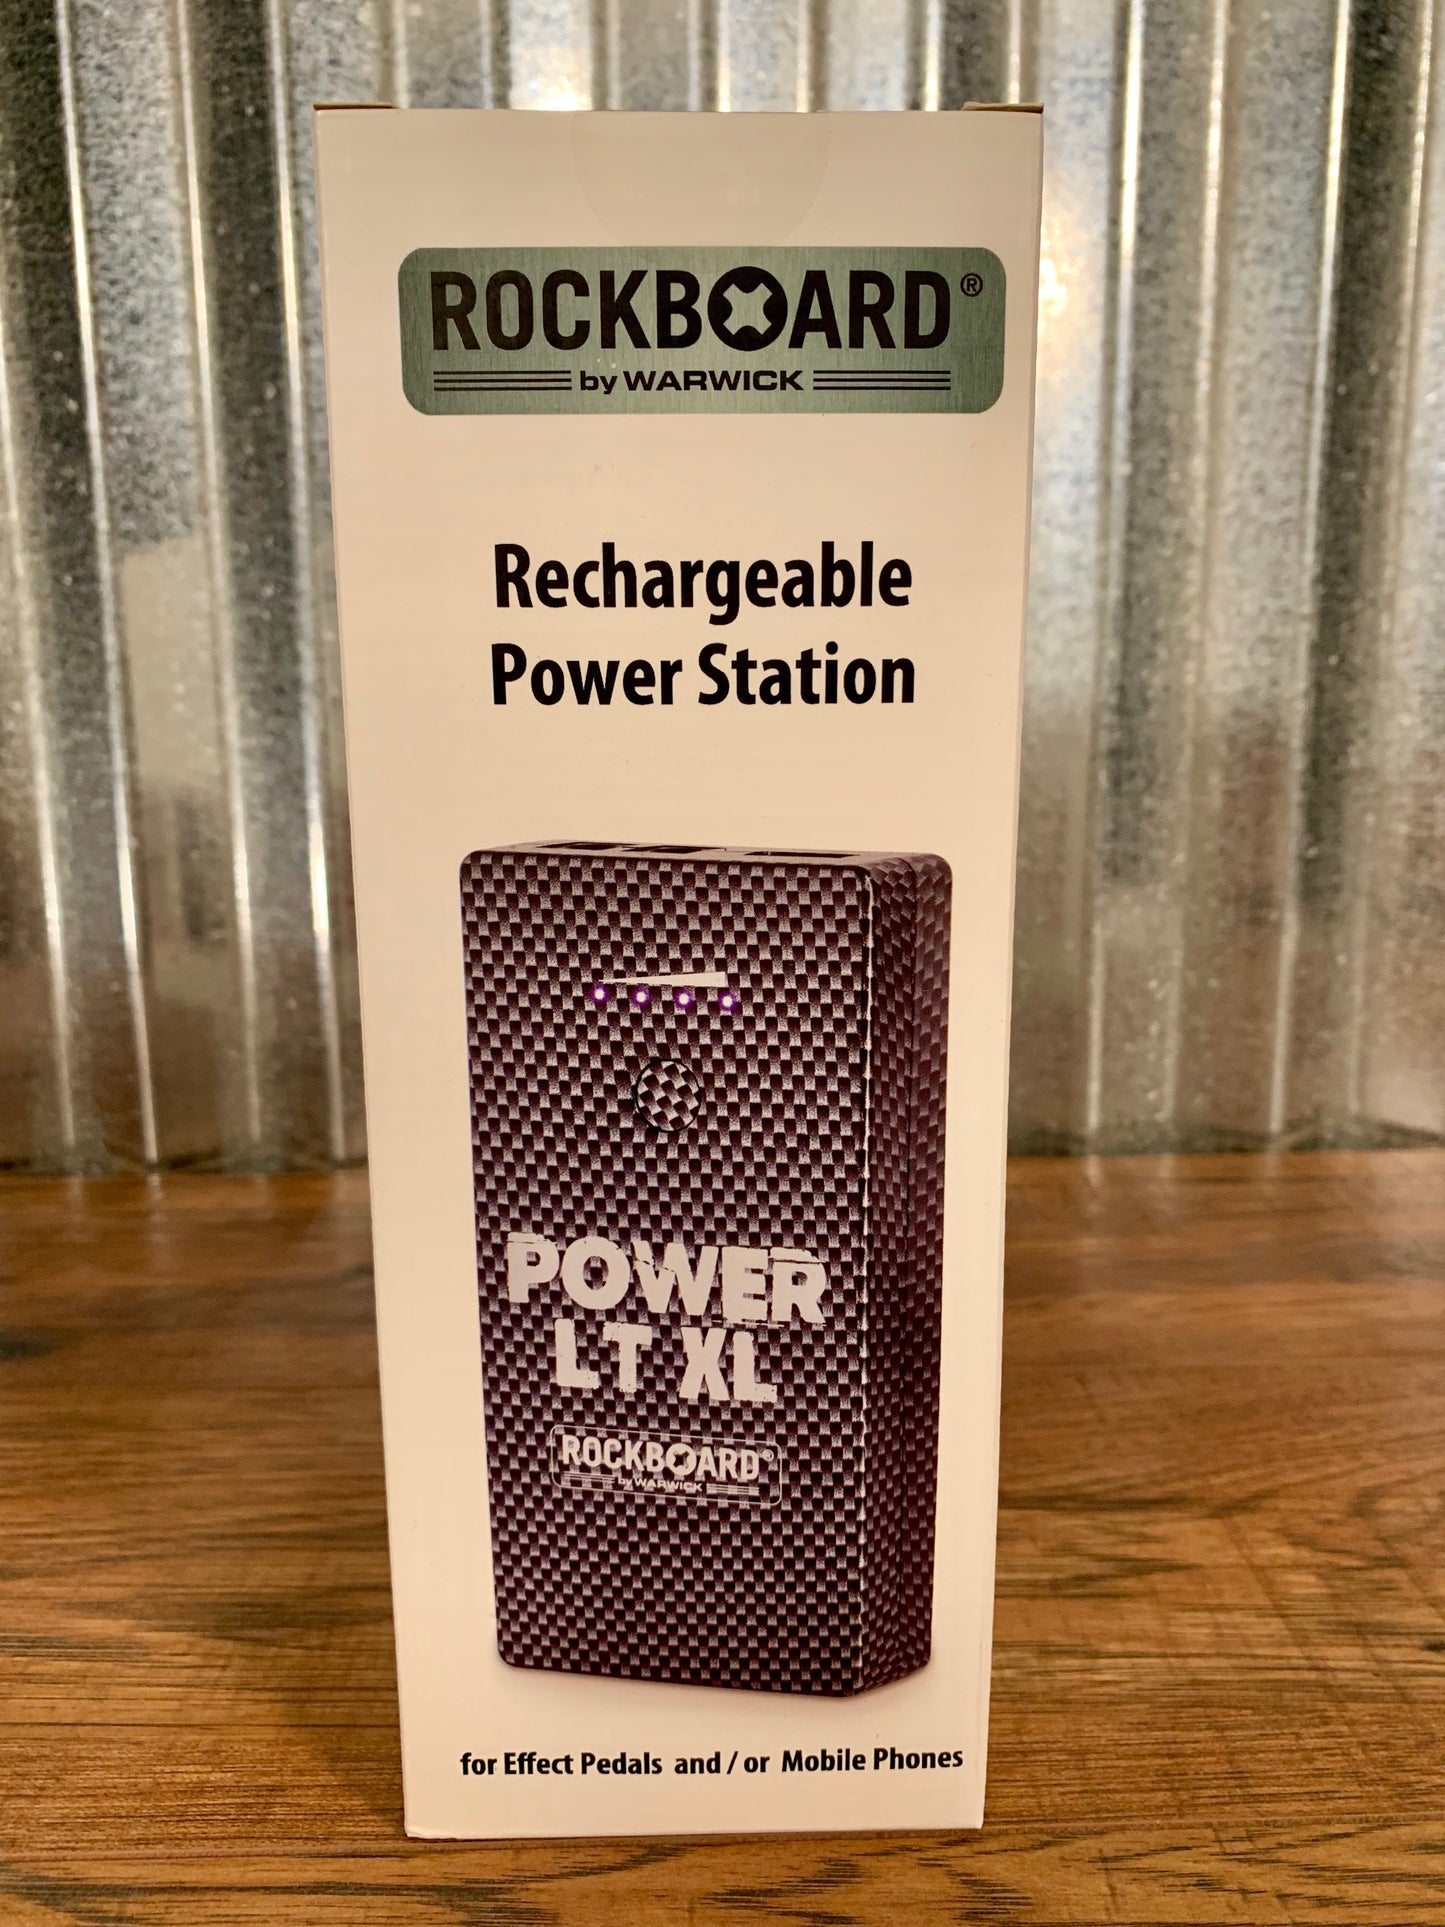 ROCKBOARD®
by WARWICK
Rechargeable
Power Station
POWER
LT XL
ROCKBOARD®
by WARWICK
for Effect Pedals and / or Mobile Phones